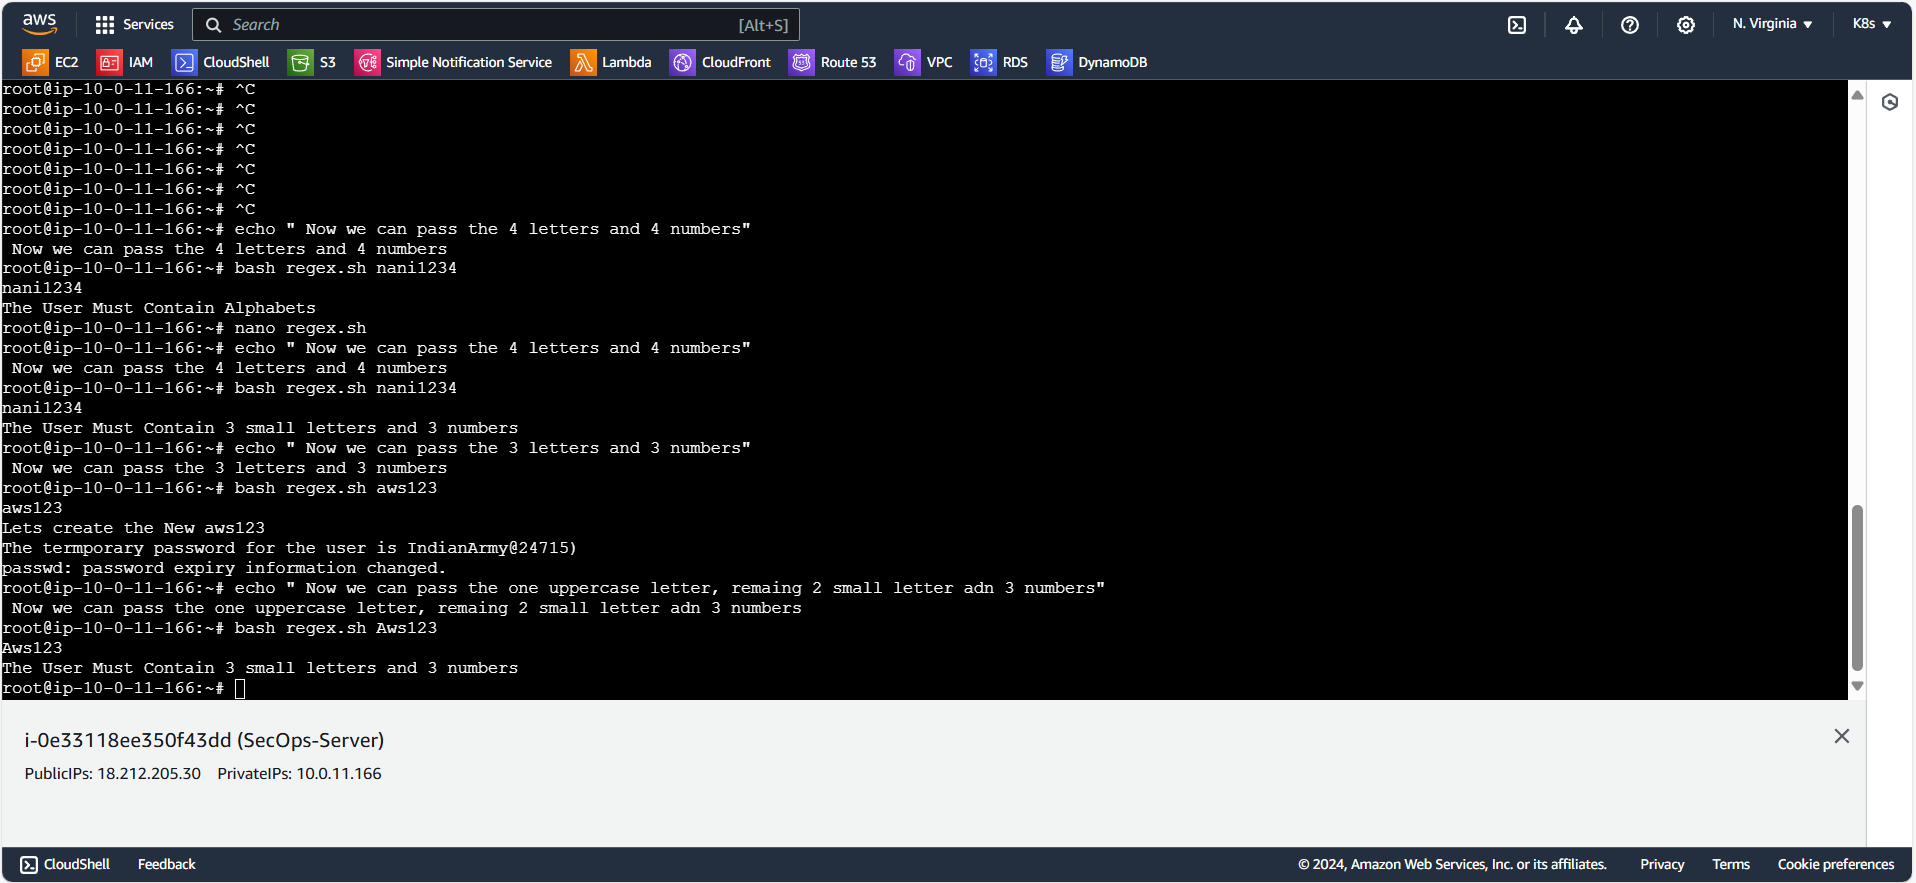 aws Services Search [Alt+S] N. Virginia K8s
EC2 IAM CloudShell S3 Simple Notification Service Lambda CloudFront Route 53 VPC RDS DynamoDB
root@ip-10-0-11-166:~# ^C
root@ip-10-0-11-166:~# ^C
root@ip-10-0-11-166:~# ^C
root@ip-10-0-11-166:~# ^C
root@ip-10-0-11-166:~# ^C
root@ip-10-0-11-166:~# ^C
root@ip-10-0-11-166:~# ^C
root@ip-10-0-11-166:~# echo " Now we can pass the 4 letters and 4 numbers"
 Now we can pass the 4 letters and 4 numbers
root@ip-10-0-11-166:~# bash regex.sh nani1234
nani1234
The User Must Contain Alphabets
root@ip-10-0-11-166:~# nano regex.sh
root@ip-10-0-11-166:~# echo " Now we can pass the 4 letters and 4 numbers"
 Now we can pass the 4 letters and 4 numbers
root@ip-10-0-11-166:~# bash regex.sh nani1234
nani1234
The User Must Contain 3 small letters and 3 numbers
root@ip-10-0-11-166:~# echo " Now we can pass the 3 letters and 3 numbers"
 Now we can pass the 3 letters and 3 numbers
root@ip-10-0-11-166:~# bash regex.sh aws123
aws123
Lets create the New aws123
The termporary password for the user is IndianArmy@24715)
passwd: password expiry information changed.
root@ip-10-0-11-166:~# echo " Now we can pass the one uppercase letter, remaing 2 small letter adn 3 numbers"
 Now we can pass the one uppercase letter, remaing 2 small letter adn 3 numbers
root@ip-10-0-11-166:~# bash regex.sh Aws123
Aws123
The User Must Contain 3 small letters and 3 numbers
root@ip-10-0-11-166:~#
i-0e33118ee350f43dd (SecOps-Server)
PublicIPs: 18.212.205.30 PrivateIPs: 10.0.11.166
CloudShell Feedback © 2024, Amazon Web Services, Inc. or its affiliates. Privacy Terms Cookie preferences